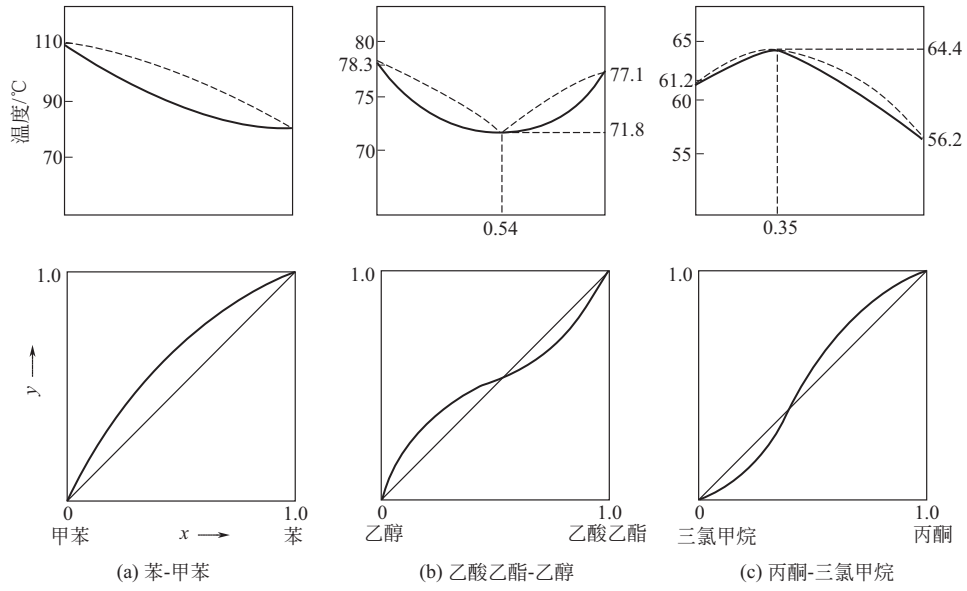 110
90
70
温度/℃
80
78.3
75
70
77.1
71.8
0.54
65
61.2
60
55
64.4
56.2
0.35
1.0
y
0
1.0
甲苯
x
苯
(a) 苯-甲苯
1.0
0
1.0
乙醇
乙酸乙酯
(b) 乙酸乙酯-乙醇
1.0
0
1.0
三氯甲烷
丙酮
(c) 丙酮-三氯甲烷